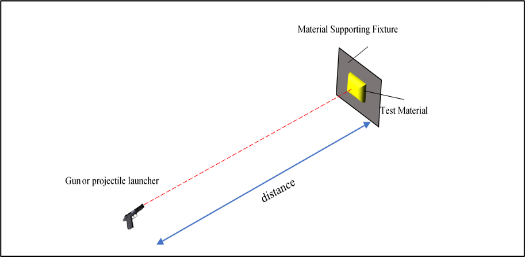 Material Supporting Fixture
Test Material
Gun or projectile launcher
distance